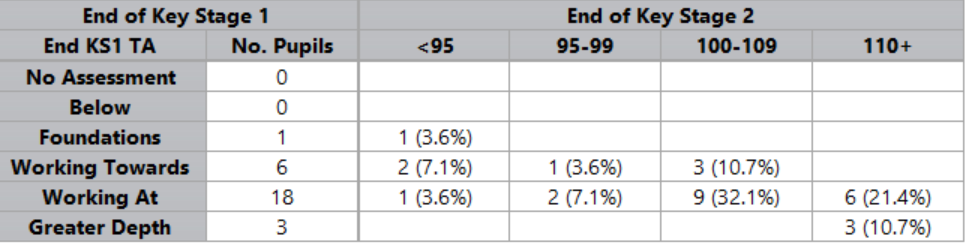 End of Key Stage 1 End of Key Stage 2
End KS1 TA No. Pupils <95 95-99 100-109 110+
No Assessment 0
Below 0
Foundations 1 1 (3.6%)
Working Towards 6 2 (7.1%) 1 (3.6%) 3 (10.7%)
Working At 18 1 (3.6%) 2 (7.1%) 9 (32.1%) 6 (21.4%)
Greater Depth 3 3 (10.7%)